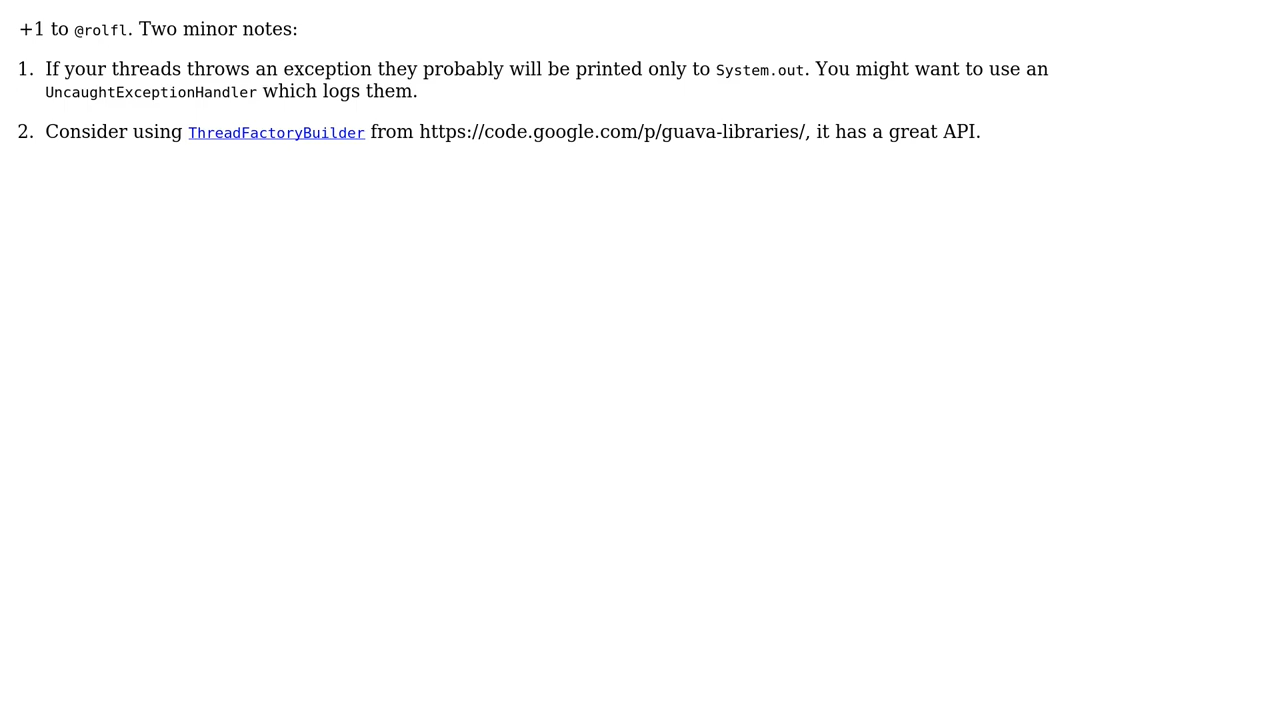 +1 to @rolfl. Two minor notes:
1. If your threads throws an exception they probably will be printed only to System.out. You might want to use an
UncaughtExceptionHandler which logs them.
2. Consider using ThreadFactoryBuilder from https://code.google.com/p/guava-libraries/, it has a great API.